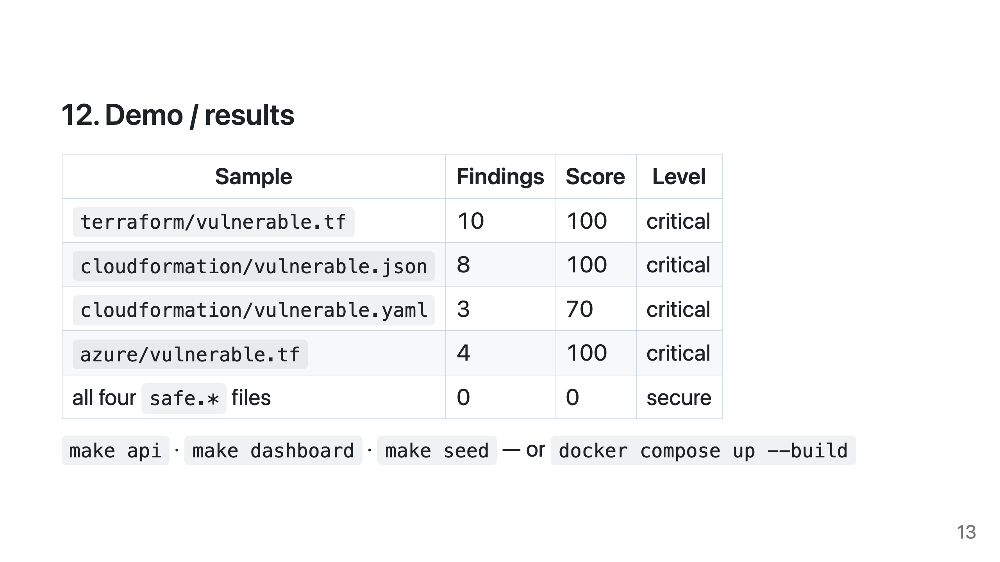 12. Demo / results
Sample Findings Score Level
terraform/vulnerable.tf 10 100 critical
cloudformation/vulnerable.json 8 100 critical
cloudformation/vulnerable.yaml 3 70 critical
azure/vulnerable.tf 4 100 critical
all four safe.* files 0 0 secure
make api · make dashboard · make seed — or docker compose up --build
13